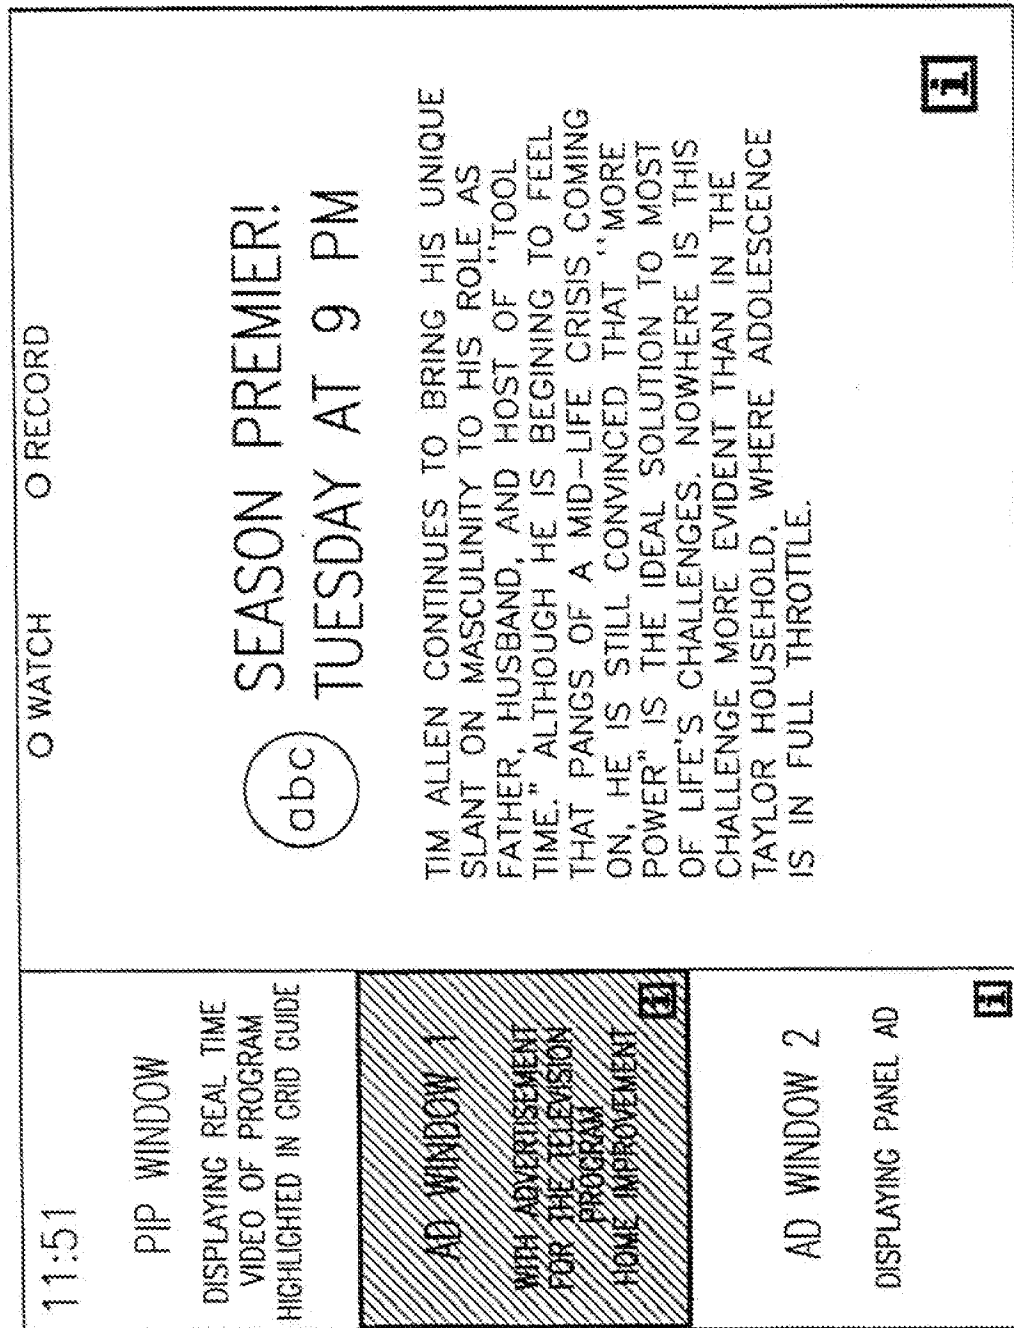 11:51
PIP WINDOW
DISPLAYING REAL TIME
VIDEO OF PROGRAM
HIGHLIGHTED IN GRID GUIDE
AD WINDOW 1
WITH ADVERTISEMENT
FOR THE TELEVISION
PROGRAM
HOME IMPROVEMENT
i
AD WINDOW 2
DISPLAYING PANEL AD
i
O WATCH O RECORD
abc
SEASON PREMIER!
TUESDAY AT 9 PM
TIM ALLEN CONTINUES TO BRING HIS UNIQUE
SLANT ON MASCULINITY TO HIS ROLE AS
FATHER, HUSBAND, AND HOST OF "TOOL
TIME." ALTHOUGH HE IS BEGINING TO FEEL
THAT PANGS OF A MID-LIFE CRISIS COMING
ON, HE IS STILL CONVINCED THAT "MORE
POWER" IS THE IDEAL SOLUTION TO MOST
OF LIFE'S CHALLENGES. NOWHERE IS THIS
CHALLENGE MORE EVIDENT THAN IN THE
TAYLOR HOUSEHOLD, WHERE ADOLESCENCE
IS IN FULL THROTTLE.
i